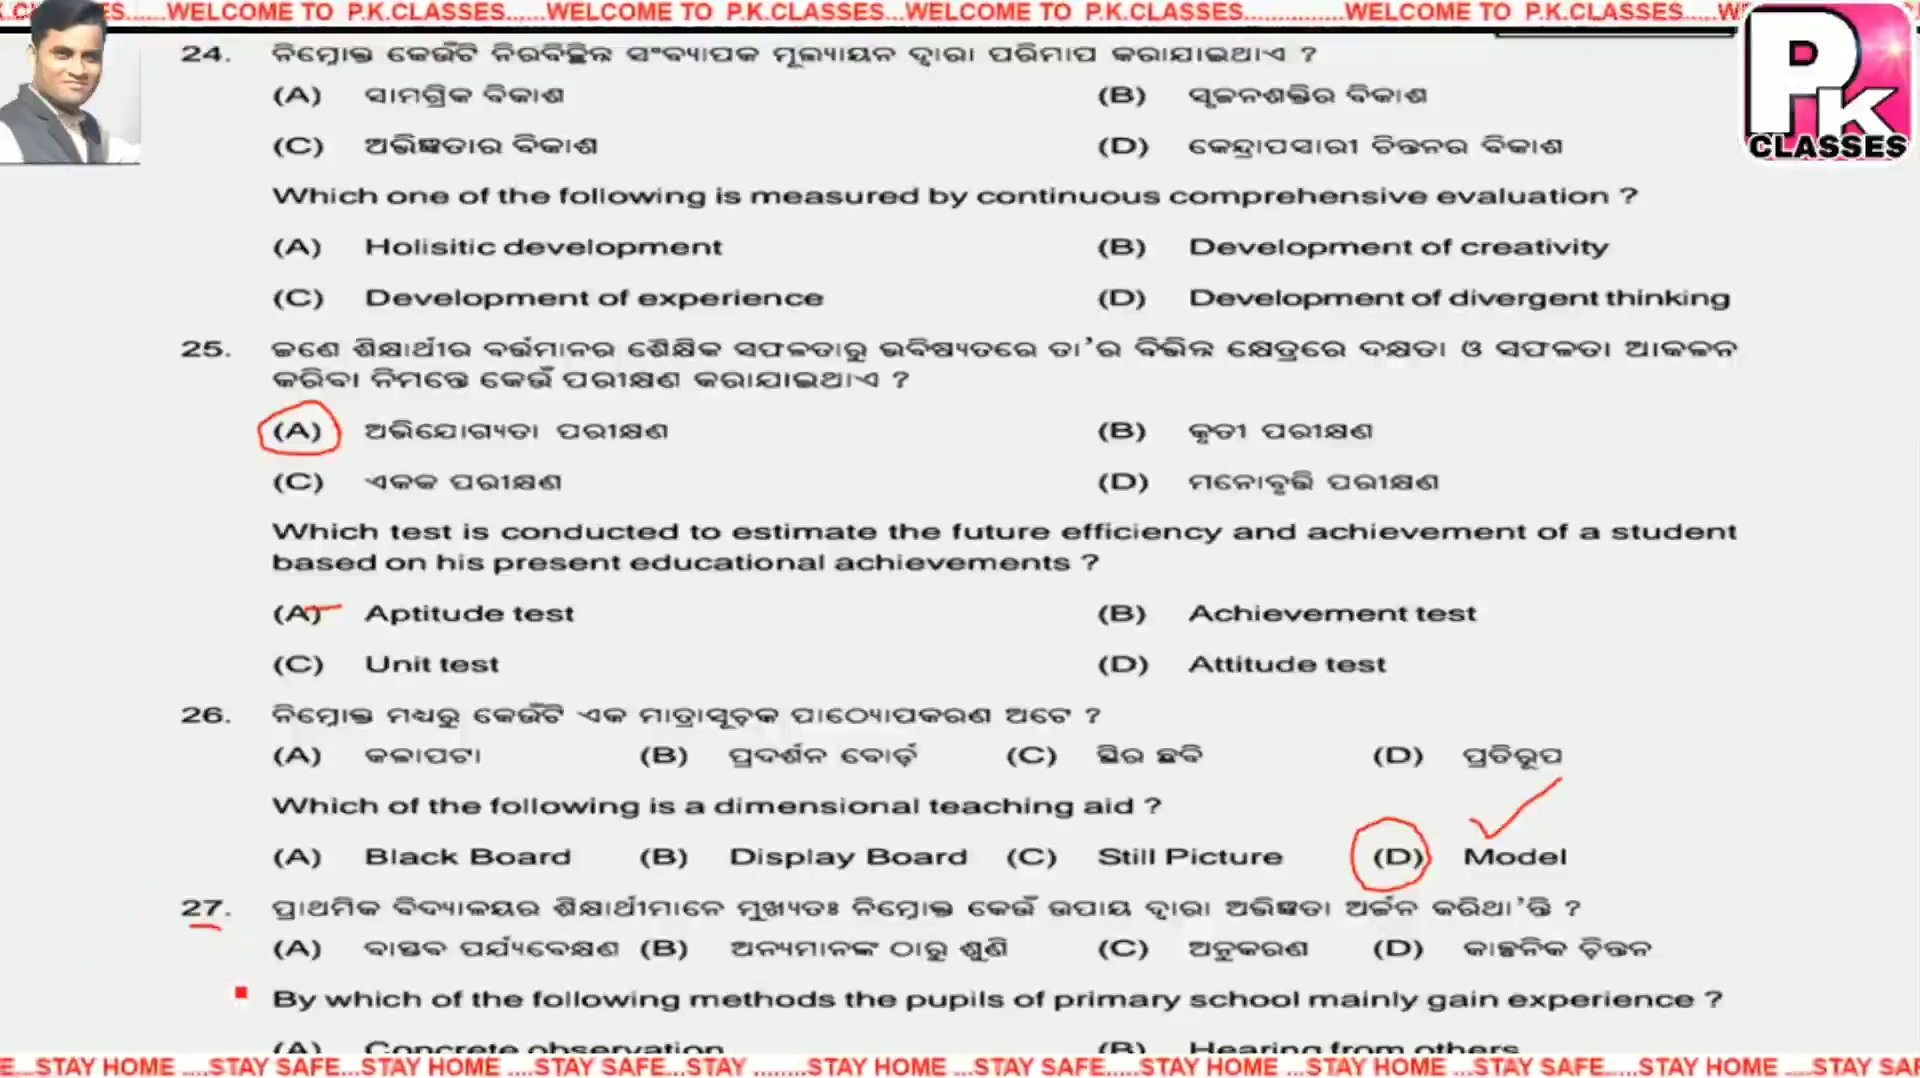 K.CLASSES......WELCOME TO P.K.CLASSES......WELCOME TO P.K.CLASSES...WELCOME TO P.K.CLASSES...............WELCOME TO P.K.CLASSES.....W
PK
CLASSES
24. ନିମ୍ନୋକ୍ତ କେଉଁଟି ନିରବିଚ୍ଛିନ୍ନ ସଂବ୍ୟାପକ ମୂଲ୍ୟାୟନ ଦ୍ୱାରା ପରିମାପ କରାଯାଇଥାଏ ?
(A) ସାମଗ୍ରିକ ବିକାଶ (B) ସୃଜନଶକ୍ତିର ବିକାଶ
(C) ଅଭିଜ୍ଞତାର ବିକାଶ (D) କେନ୍ଦ୍ରାପସାରୀ ଚିନ୍ତନର ବିକାଶ
Which one of the following is measured by continuous comprehensive evaluation ?
(A) Holisitic development (B) Development of creativity
(C) Development of experience (D) Development of divergent thinking
25. ଜଣେ ଶିକ୍ଷାର୍ଥୀର ବର୍ତ୍ତମାନର ଶୈକ୍ଷିକ ସଫଳତାରୁ ଭବିଷ୍ୟତରେ ତା'ର ବିଭିନ୍ନ କ୍ଷେତ୍ରରେ ଦକ୍ଷତା ଓ ସଫଳତା ଆକଳନ
କରିବା ନିମନ୍ତେ କେଉଁ ପରୀକ୍ଷଣ କରାଯାଇଥାଏ ?
(A) ଅଭିଯୋଗ୍ୟତା ପରୀକ୍ଷଣ (B) କୃତୀ ପରୀକ୍ଷଣ
(C) ଏକକ ପରୀକ୍ଷଣ (D) ମନୋବୃତ୍ତି ପରୀକ୍ଷଣ
Which test is conducted to estimate the future efficiency and achievement of a student
based on his present educational achievements ?
(A) Aptitude test (B) Achievement test
(C) Unit test (D) Attitude test
26. ନିମ୍ନୋକ୍ତ ମଧ୍ୟରୁ କେଉଁଟି ଏକ ମାତ୍ରାସୂଚକ ପାଠ୍ୟୋପକରଣ ଅଟେ ?
(A) କଳାପଟା (B) ପ୍ରଦର୍ଶନ ବୋର୍ଡ଼ (C) ସ୍ଥିର ଛବି (D) ପ୍ରତିରୂପ
Which of the following is a dimensional teaching aid ?
(A) Black Board (B) Display Board (C) Still Picture (D) Model
27. ପ୍ରାଥମିକ ବିଦ୍ୟାଳୟର ଶିକ୍ଷାର୍ଥୀମାନେ ମୁଖ୍ୟତଃ ନିମ୍ନୋକ୍ତ କେଉଁ ଉପାୟ ଦ୍ୱାରା ଅଭିଜ୍ଞତା ଅର୍ଜନ କରିଥା'ନ୍ତି ?
(A) ବାସ୍ତବ ପର୍ଯ୍ୟବେକ୍ଷଣ (B) ଅନ୍ୟମାନଙ୍କ ଠାରୁ ଶୁଣି (C) ଅନୁକରଣ (D) କାଳ୍ପନିକ ଚିନ୍ତନ
By which of the following methods the pupils of primary school mainly gain experience ?
(A) Concrete observation (B) Hearing from others
E...STAY HOME .....STAY SAFE...STAY HOME ....STAY SAFE...STAY ........STAY HOME ...STAY SAFE...STAY HOME ...STAY SAFE.....STAY HOME ....STAY SAF